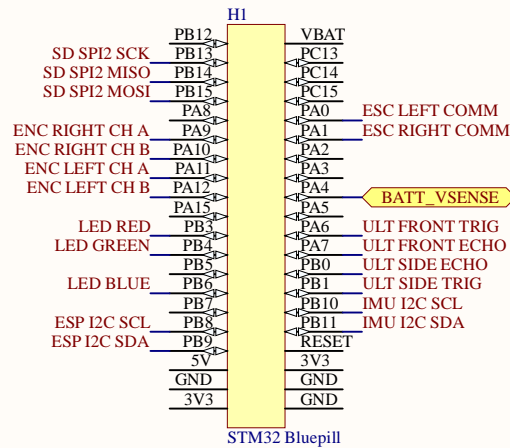 H1
PB12 VBAT
SD SPI2 SCK PB13 PC13
SD SPI2 MISO PB14 PC14
SD SPI2 MOSI PB15 PC15
PA8 PA0 ESC LEFT COMM
ENC RIGHT CH A PA9 PA1 ESC RIGHT COMM
ENC RIGHT CH B PA10 PA2
ENC LEFT CH A PA11 PA3
ENC LEFT CH B PA12 PA4 BATT_VSENSE
PA15 PA5
LED RED PB3 PA6 ULT FRONT TRIG
LED GREEN PB4 PA7 ULT FRONT ECHO
PB5 PB0 ULT SIDE ECHO
LED BLUE PB6 PB1 ULT SIDE TRIG
PB7 PB10 IMU I2C SCL
ESP I2C SCL PB8 PB11 IMU I2C SDA
ESP I2C SDA PB9 RESET
5V 3V3
GND GND
3V3 GND
STM32 Bluepill